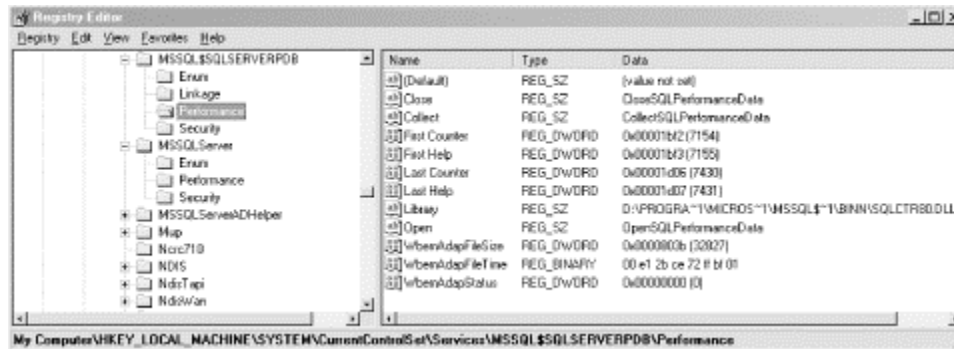 Registry Editor
Registry Edit View Favorites Help
MSSQL$SQLSERVERPDB
Enum
Linkage
Performance
Security
MSSQLServer
Enum
Performance
Security
MSSQLServerADHelper
Mup
Ncrc710
NDIS
NdisTapi
NdisWan
Name Type Data
(Default) REG_SZ (value not set)
Close REG_SZ CloseSQLPerformanceData
Collect REG_SZ CollectSQLPerformanceData
First Counter REG_DWORD 0x00001bf2 (7154)
First Help REG_DWORD 0x00001bf3 (7155)
Last Counter REG_DWORD 0x00001d06 (7430)
Last Help REG_DWORD 0x00001d07 (7431)
Library REG_SZ D:\PROGRA~1\MICROS~1\MSSQL$~1\BINN\SQLCTR80.DLL
Open REG_SZ OpenSQLPerformanceData
WbemAdapFileSize REG_DWORD 0x0000803b (32827)
WbemAdapFileTime REG_BINARY 00 e1 2b ce 72 ff bf 01
WbemAdapStatus REG_DWORD 0x00000000 (0)
My Computer\HKEY_LOCAL_MACHINE\SYSTEM\CurrentControlSet\Services\MSSQL$SQLSERVERPDB\Performance